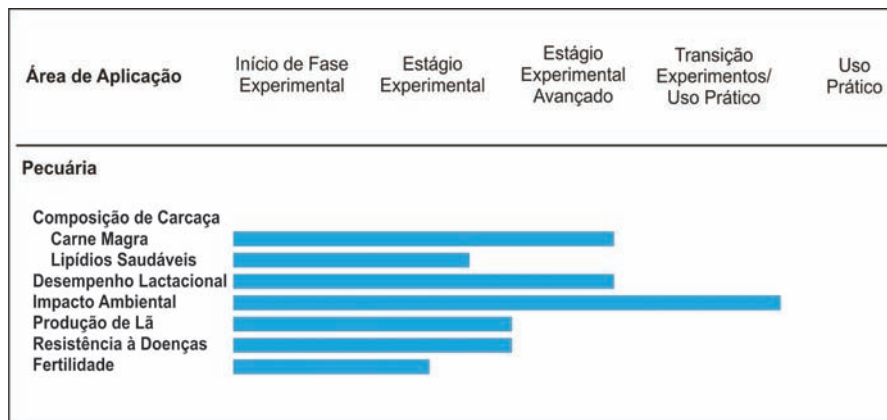 Área de Aplicação
Início de Fase
Experimental
Estágio
Experimental
Estágio
Experimental
Avançado
Transição
Experimentos/
Uso Prático
Uso
Prático
Pecuária
Composição de Carcaça
Carne Magra
Lipídios Saudáveis
Desempenho Lactacional
Impacto Ambiental
Produção de Lã
Resistência à Doenças
Fertilidade